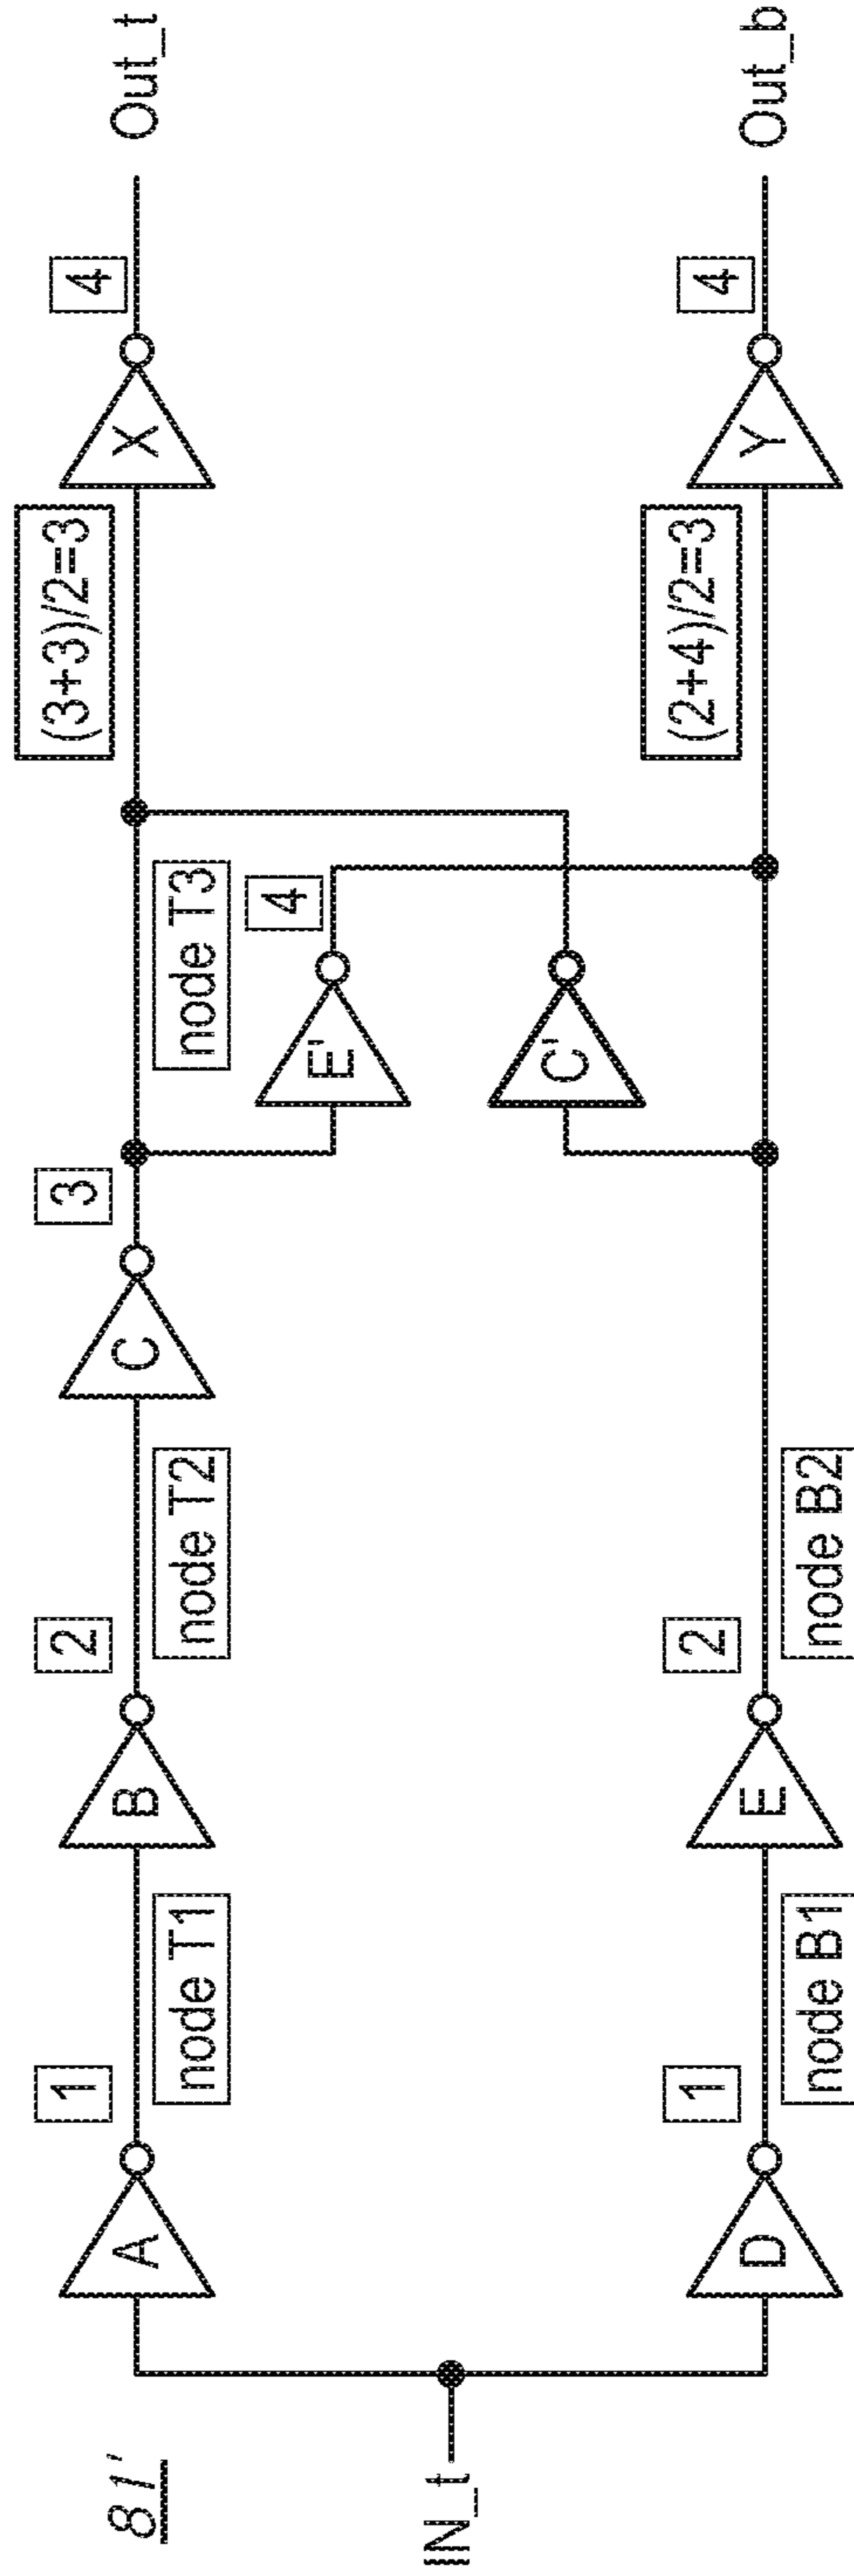 81'
IN_t
A
1
node T1
B
2
node T2
C
3
node T3
E'
4
C'
(3+3)/2=3
X
4
Out_t
D
1
node B1
E
2
node B2
(2+4)/2=3
Y
4
Out_b